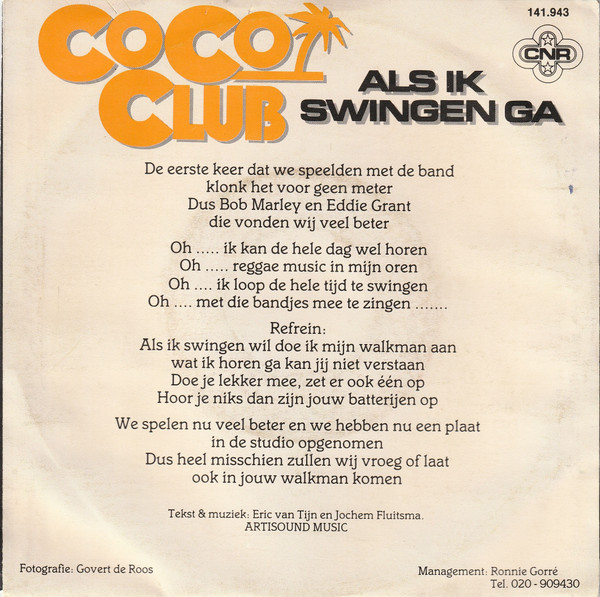 COCO CLUB
141.943
CNR
ALS IK
SWINGEN GA
De eerste keer dat we speelden met de band
klonk het voor geen meter
Dus Bob Marley en Eddie Grant
die vonden wij veel beter
Oh ..... ik kan de hele dag wel horen
Oh ..... reggae music in mijn oren
Oh .... ik loop de hele tijd te swingen
Oh .... met die bandjes mee te zingen .......
Refrein:
Als ik swingen wil doe ik mijn walkman aan
wat ik horen ga kan jij niet verstaan
Doe je lekker mee, zet er ook één op
Hoor je niks dan zijn jouw batterijen op
We spelen nu veel beter en we hebben nu een plaat
in de studio opgenomen
Dus heel misschien zullen wij vroeg of laat
ook in jouw walkman komen
Tekst & muziek: Eric van Tijn en Jochem Fluitsma.
ARTISOUND MUSIC
Fotografie: Govert de Roos
Management: Ronnie Gorré
Tel. 020 - 909430